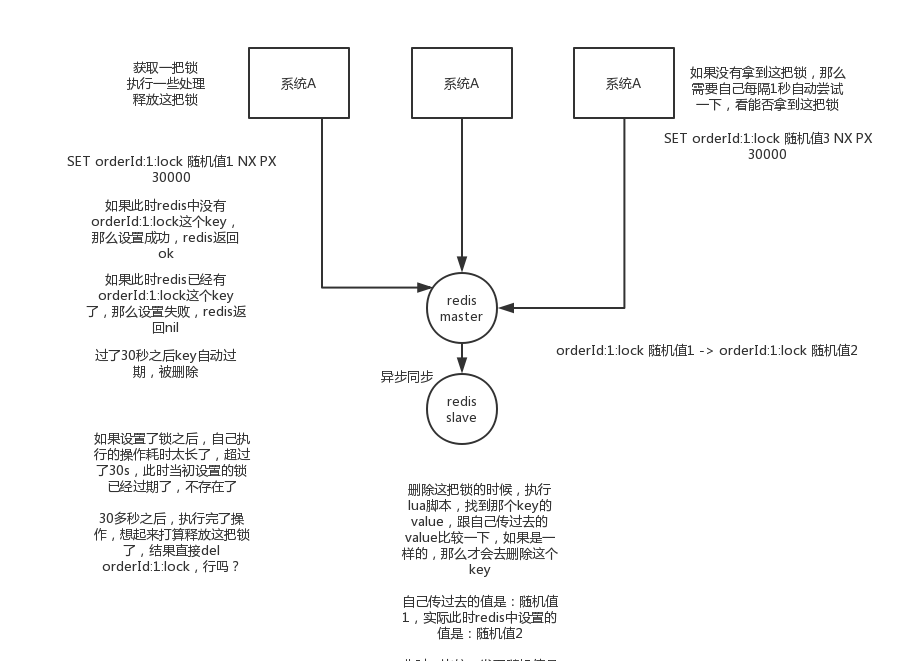 获取一把锁
执行一些处理
释放这把锁
系统A
系统A
系统A
如果没有拿到这把锁，那么
需要自己每隔1秒自动尝试
一下，看能否拿到这把锁
SET orderId:1:lock 随机值1 NX PX
30000
SET orderId:1:lock 随机值3 NX PX
30000
如果此时redis中没有
orderId:1:lock这个key，
那么设置成功，redis返回
ok
如果此时redis已经有
orderId:1:lock这个key
了，那么设置失败，redis返
回nil
过了30秒之后key自动过
期，被删除
redis
master
orderId:1:lock 随机值1 -> orderId:1:lock 随机值2
异步同步
redis
slave
如果设置了锁之后，自己执
行的操作耗时太长了，超过
了30s，此时当初设置的锁
已经过期了，不存在了
30多秒之后，执行完了操
作，想起来打算释放这把锁
了，结果直接del
orderId:1:lock，行吗？
删除这把锁的时候，执行
lua脚本，找到那个key的
value，跟自己传过去的
value比较一下，如果是一
样的，那么才会去删除这个
key
自己传过去的值是：随机值
1，实际此时redis中设置的
值是：随机值2